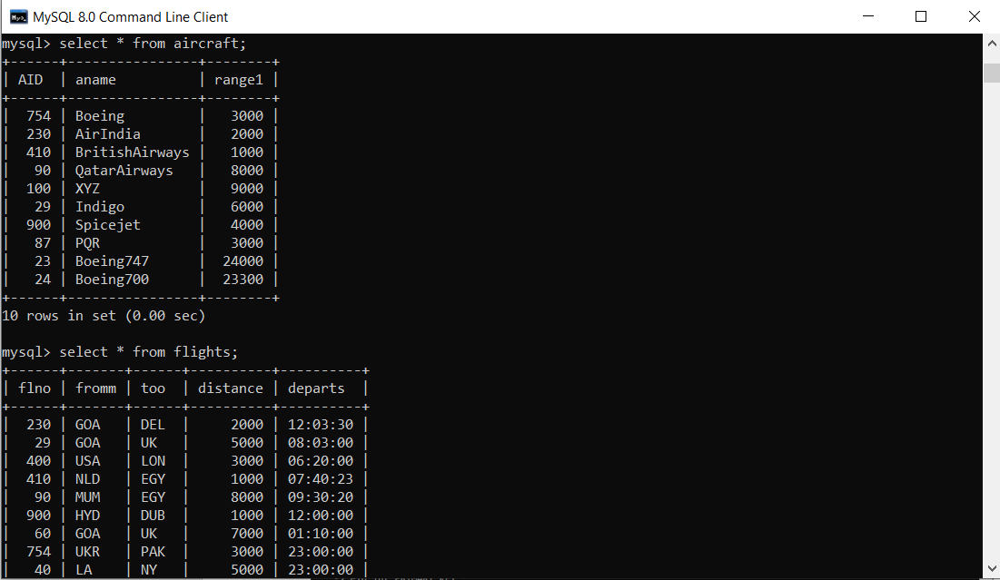 MySQL 8.0 Command Line Client
mysql> select * from aircraft;
+------+----------------+--------+
| AID  | aname          | range1 |
+------+----------------+--------+
|  754 | Boeing         |   3000 |
|  230 | AirIndia       |   2000 |
|  410 | BritishAirways |   1000 |
|   90 | QatarAirways   |   8000 |
|  100 | XYZ            |   9000 |
|   29 | Indigo         |   6000 |
|  900 | Spicejet       |   4000 |
|   87 | PQR            |   3000 |
|   23 | Boeing747      |  24000 |
|   24 | Boeing700      |  23300 |
+------+----------------+--------+
10 rows in set (0.00 sec)
mysql> select * from flights;
+------+-------+------+----------+----------+
| flno | fromm | too  | distance | departs  |
+------+-------+------+----------+----------+
|  230 | GOA   | DEL  |     2000 | 12:03:30 |
|   29 | GOA   | UK   |     5000 | 08:03:00 |
|  400 | USA   | LON  |     3000 | 06:20:00 |
|  410 | NLD   | EGY  |     1000 | 07:40:23 |
|   90 | MUM   | EGY  |     8000 | 09:30:20 |
|  900 | HYD   | DUB  |     1000 | 12:00:00 |
|   60 | GOA   | UK   |     7000 | 01:10:00 |
|  754 | UKR   | PAK  |     3000 | 23:00:00 |
|   40 | LA    | NY   |     5000 | 23:00:00 |